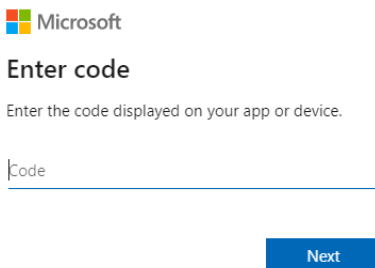 Microsoft
Enter code
Enter the code displayed on your app or device.
Code
Next